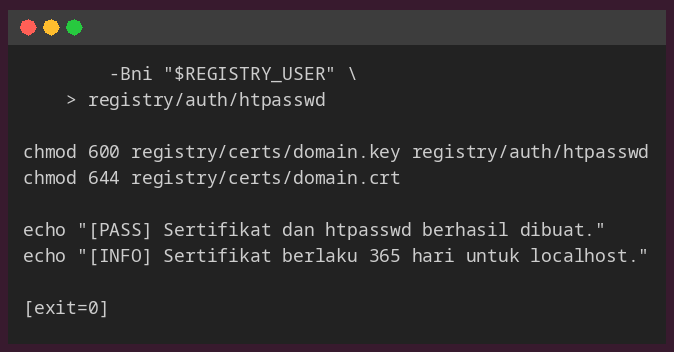 -Bni "$REGISTRY_USER" \
    > registry/auth/htpasswd

chmod 600 registry/certs/domain.key registry/auth/htpasswd
chmod 644 registry/certs/domain.crt

echo "[PASS] Sertifikat dan htpasswd berhasil dibuat."
echo "[INFO] Sertifikat berlaku 365 hari untuk localhost."

[exit=0]